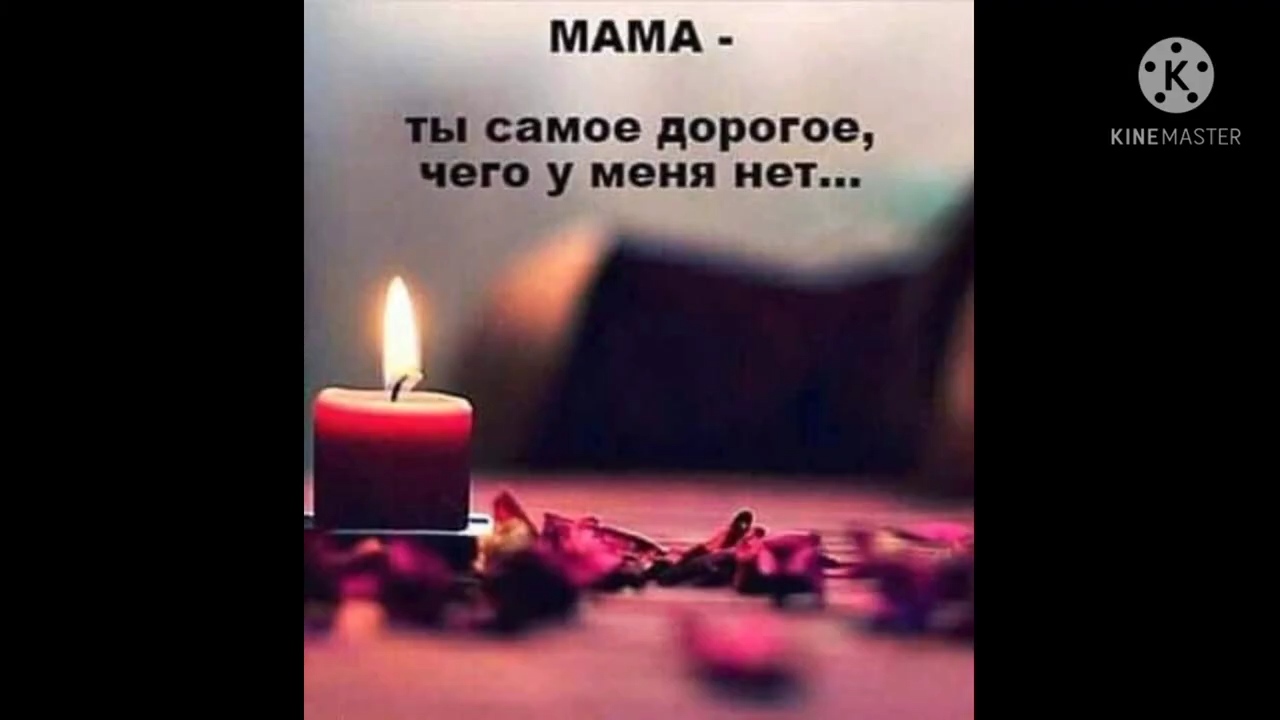 МАМА -
ты самое дорогое,
чего у меня нет...
K
KINEMASTER